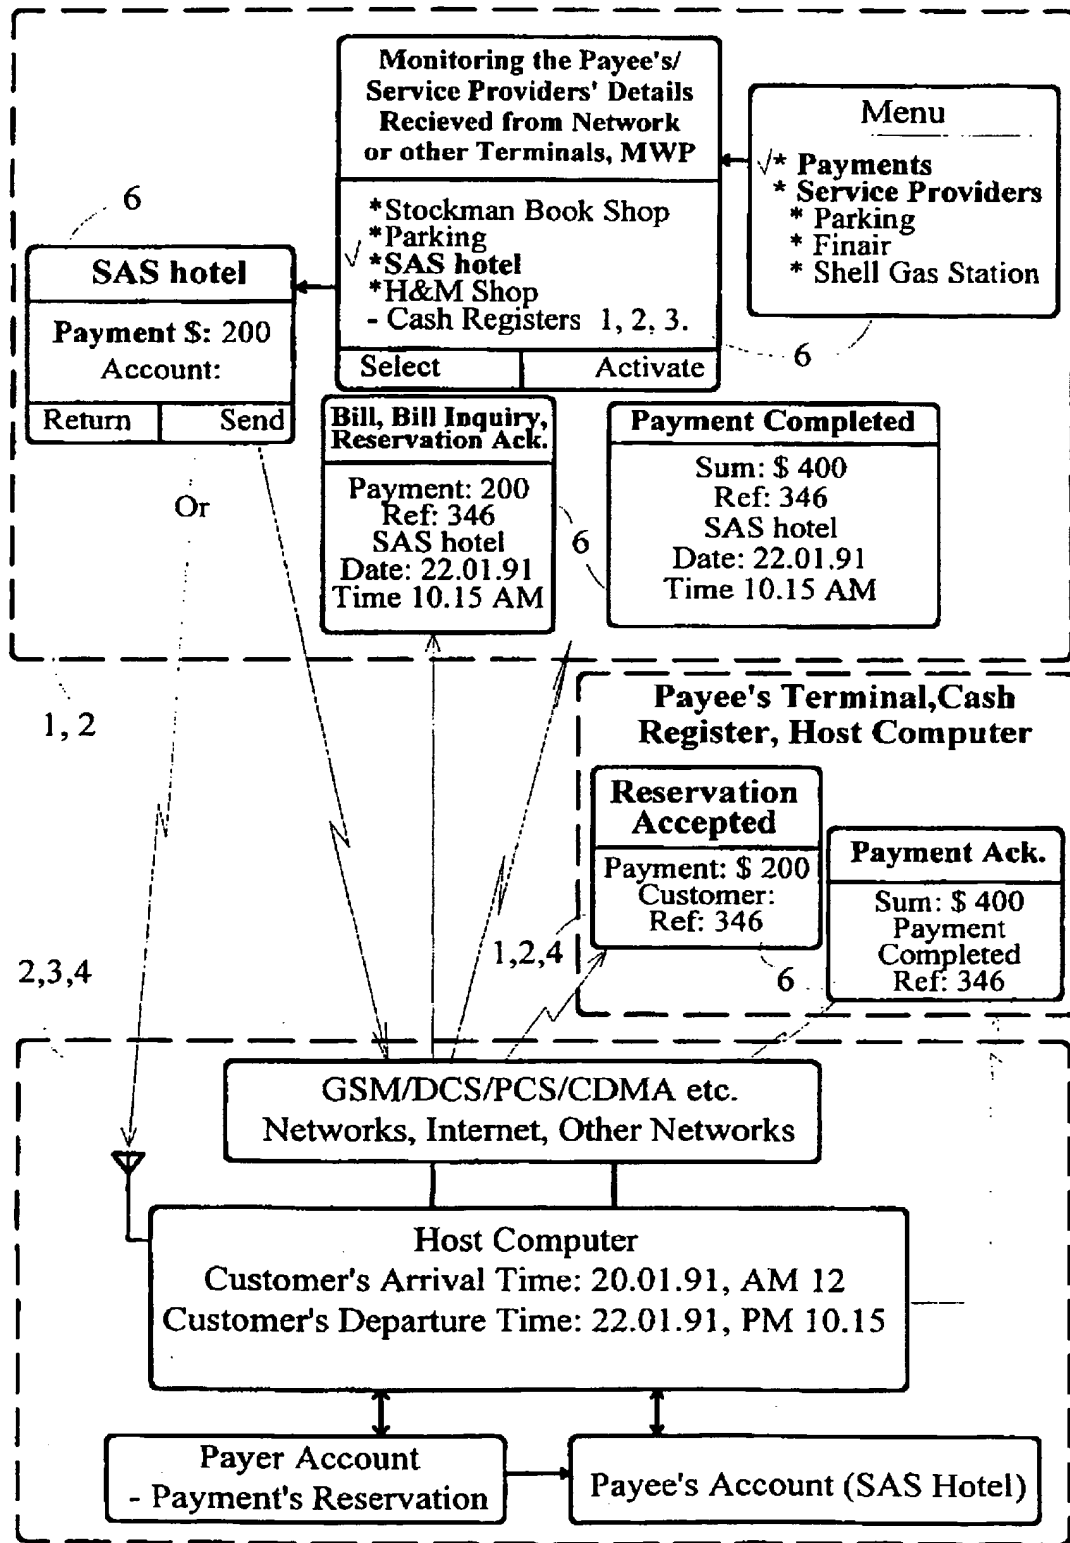 Monitoring the Payee's/
Service Providers' Details
Recieved from Network
or other Terminals, MWP
*Stockman Book Shop
*Parking
√
*SAS hotel
*H&M Shop
- Cash Registers 1, 2, 3.
Select Activate
Menu
√* Payments
* Service Providers
* Parking
* Finair
* Shell Gas Station
6
6
SAS hotel
Payment $: 200
Account:
Return Send
Or
Bill, Bill Inquiry,
Reservation Ack.
Payment: 200
Ref: 346
SAS hotel
Date: 22.01.91
Time 10.15 AM
6
Payment Completed
Sum: $ 400
Ref: 346
SAS hotel
Date: 22.01.91
Time 10.15 AM
1, 2
Payee's Terminal,Cash
Register, Host Computer
Reservation
Accepted
Payment: $ 200
Customer:
Ref: 346
Payment Ack.
Sum: $ 400
Payment
Completed
Ref: 346
1,2,4
6
2,3,4
GSM/DCS/PCS/CDMA etc.
Networks, Internet, Other Networks
Host Computer
Customer's Arrival Time: 20.01.91, AM 12
Customer's Departure Time: 22.01.91, PM 10.15
Payer Account
- Payment's Reservation
Payee's Account (SAS Hotel)